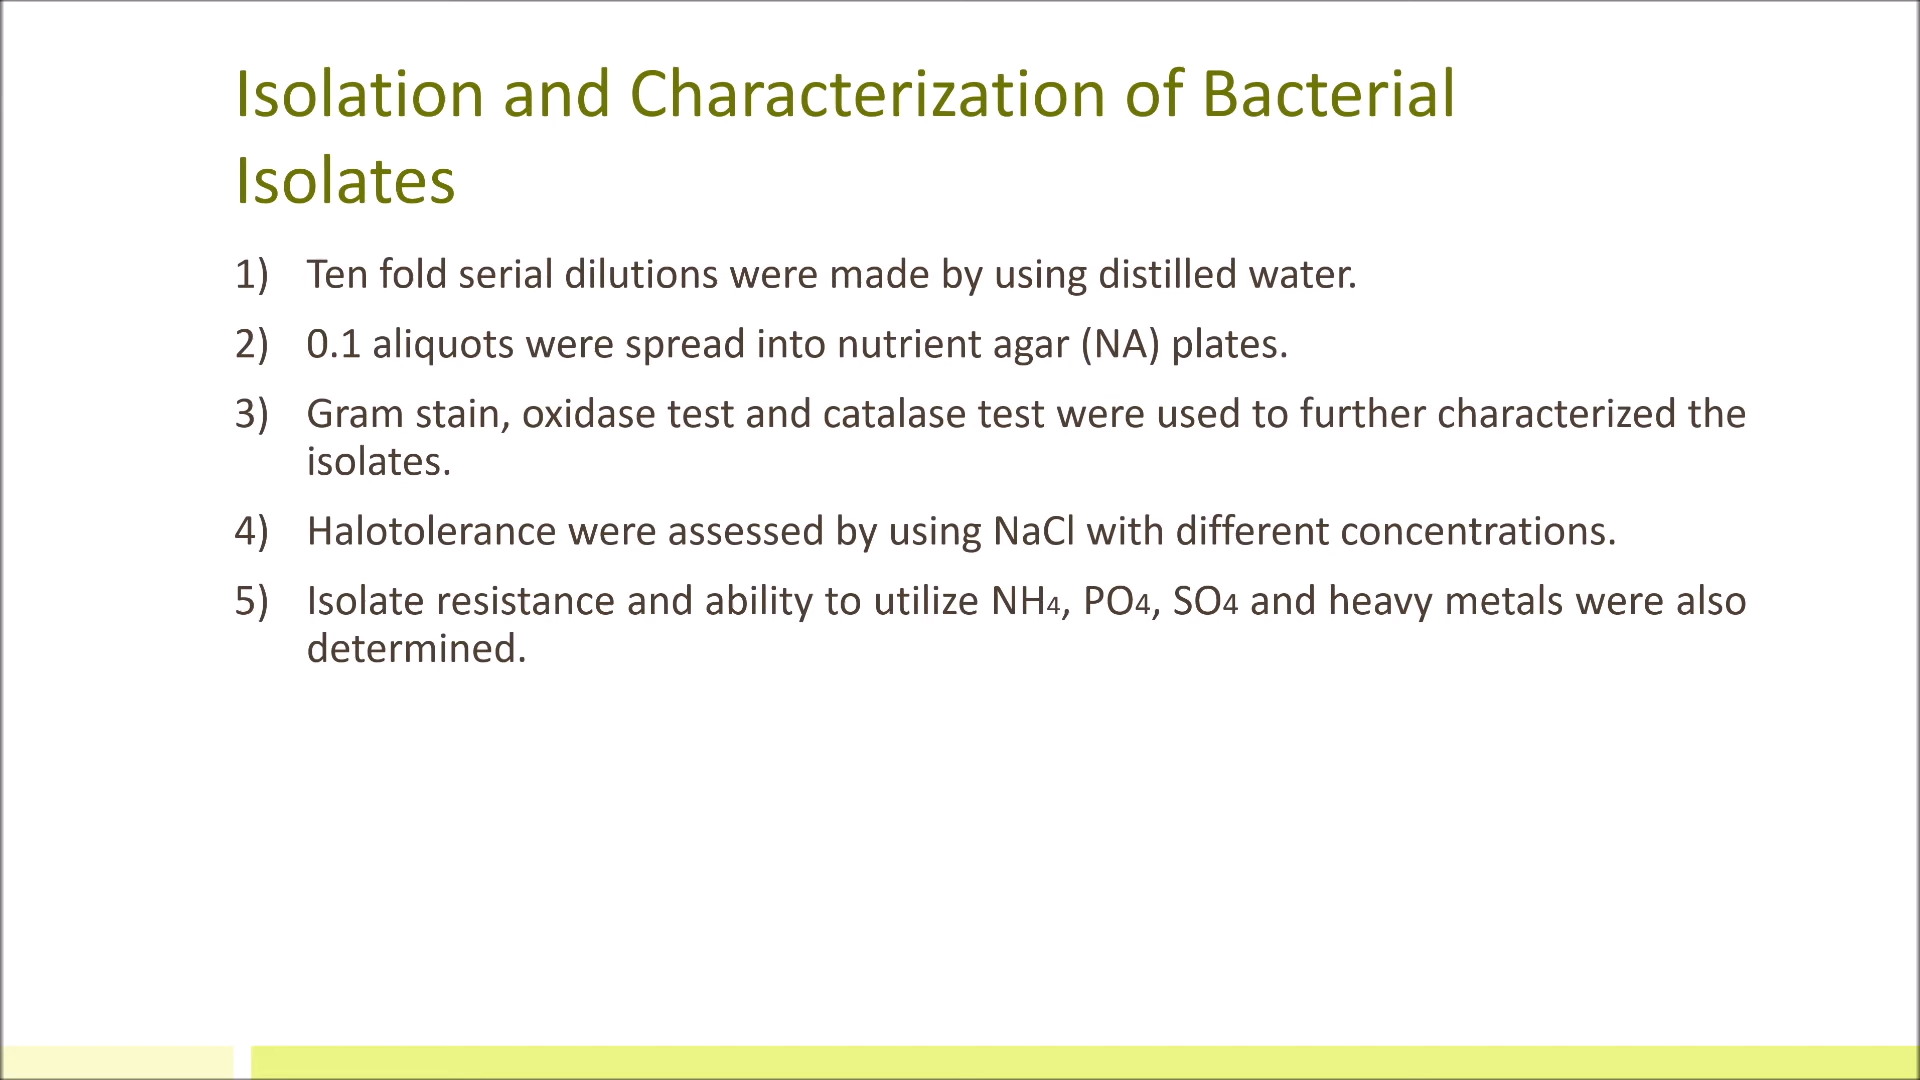 Isolation and Characterization of Bacterial
Isolates
1) Ten fold serial dilutions were made by using distilled water.
2) 0.1 aliquots were spread into nutrient agar (NA) plates.
3) Gram stain, oxidase test and catalase test were used to further characterized the
isolates.
4) Halotolerance were assessed by using NaCl with different concentrations.
5) Isolate resistance and ability to utilize NH₄, PO₄, SO₄ and heavy metals were also
determined.